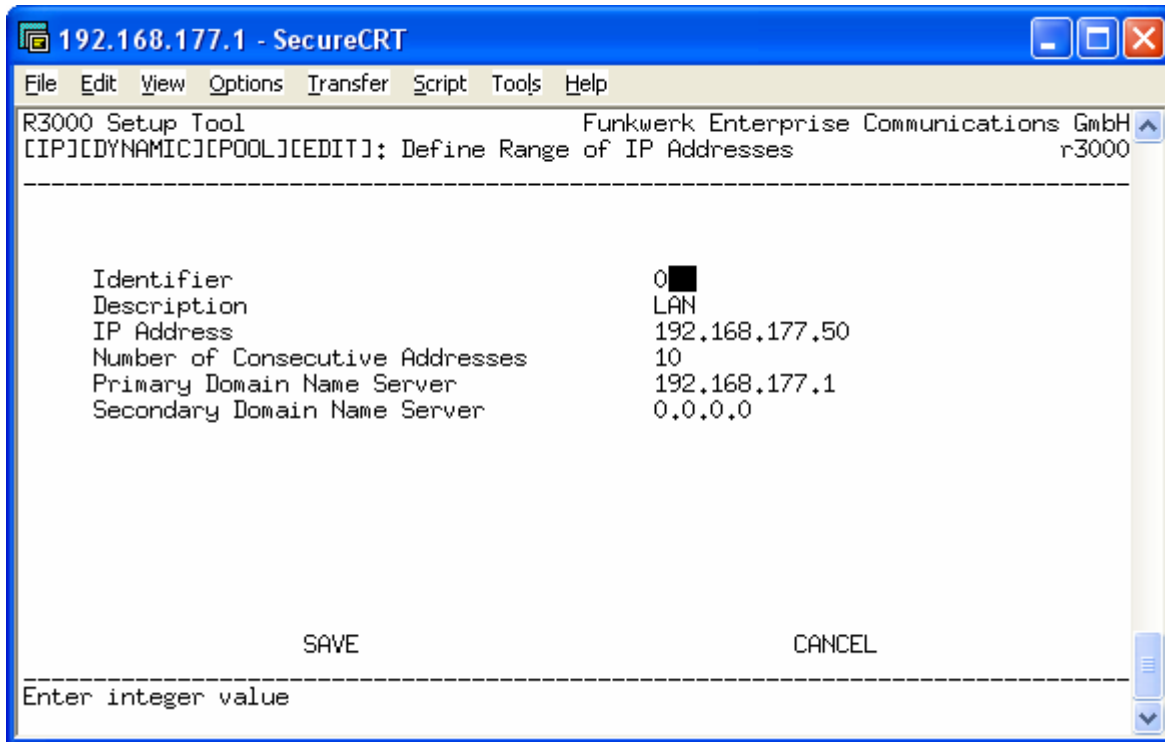 192.168.177.1 - SecureCRT
File Edit View Options Transfer Script Tools Help
R3000 Setup Tool Funkwerk Enterprise Communications GmbH
[IP][DYNAMIC][POOL][EDIT]: Define Range of IP Addresses r3000
Identifier 0
Description LAN
IP Address 192.168.177.50
Number of Consecutive Addresses 10
Primary Domain Name Server 192.168.177.1
Secondary Domain Name Server 0.0.0.0
SAVE CANCEL
Enter integer value